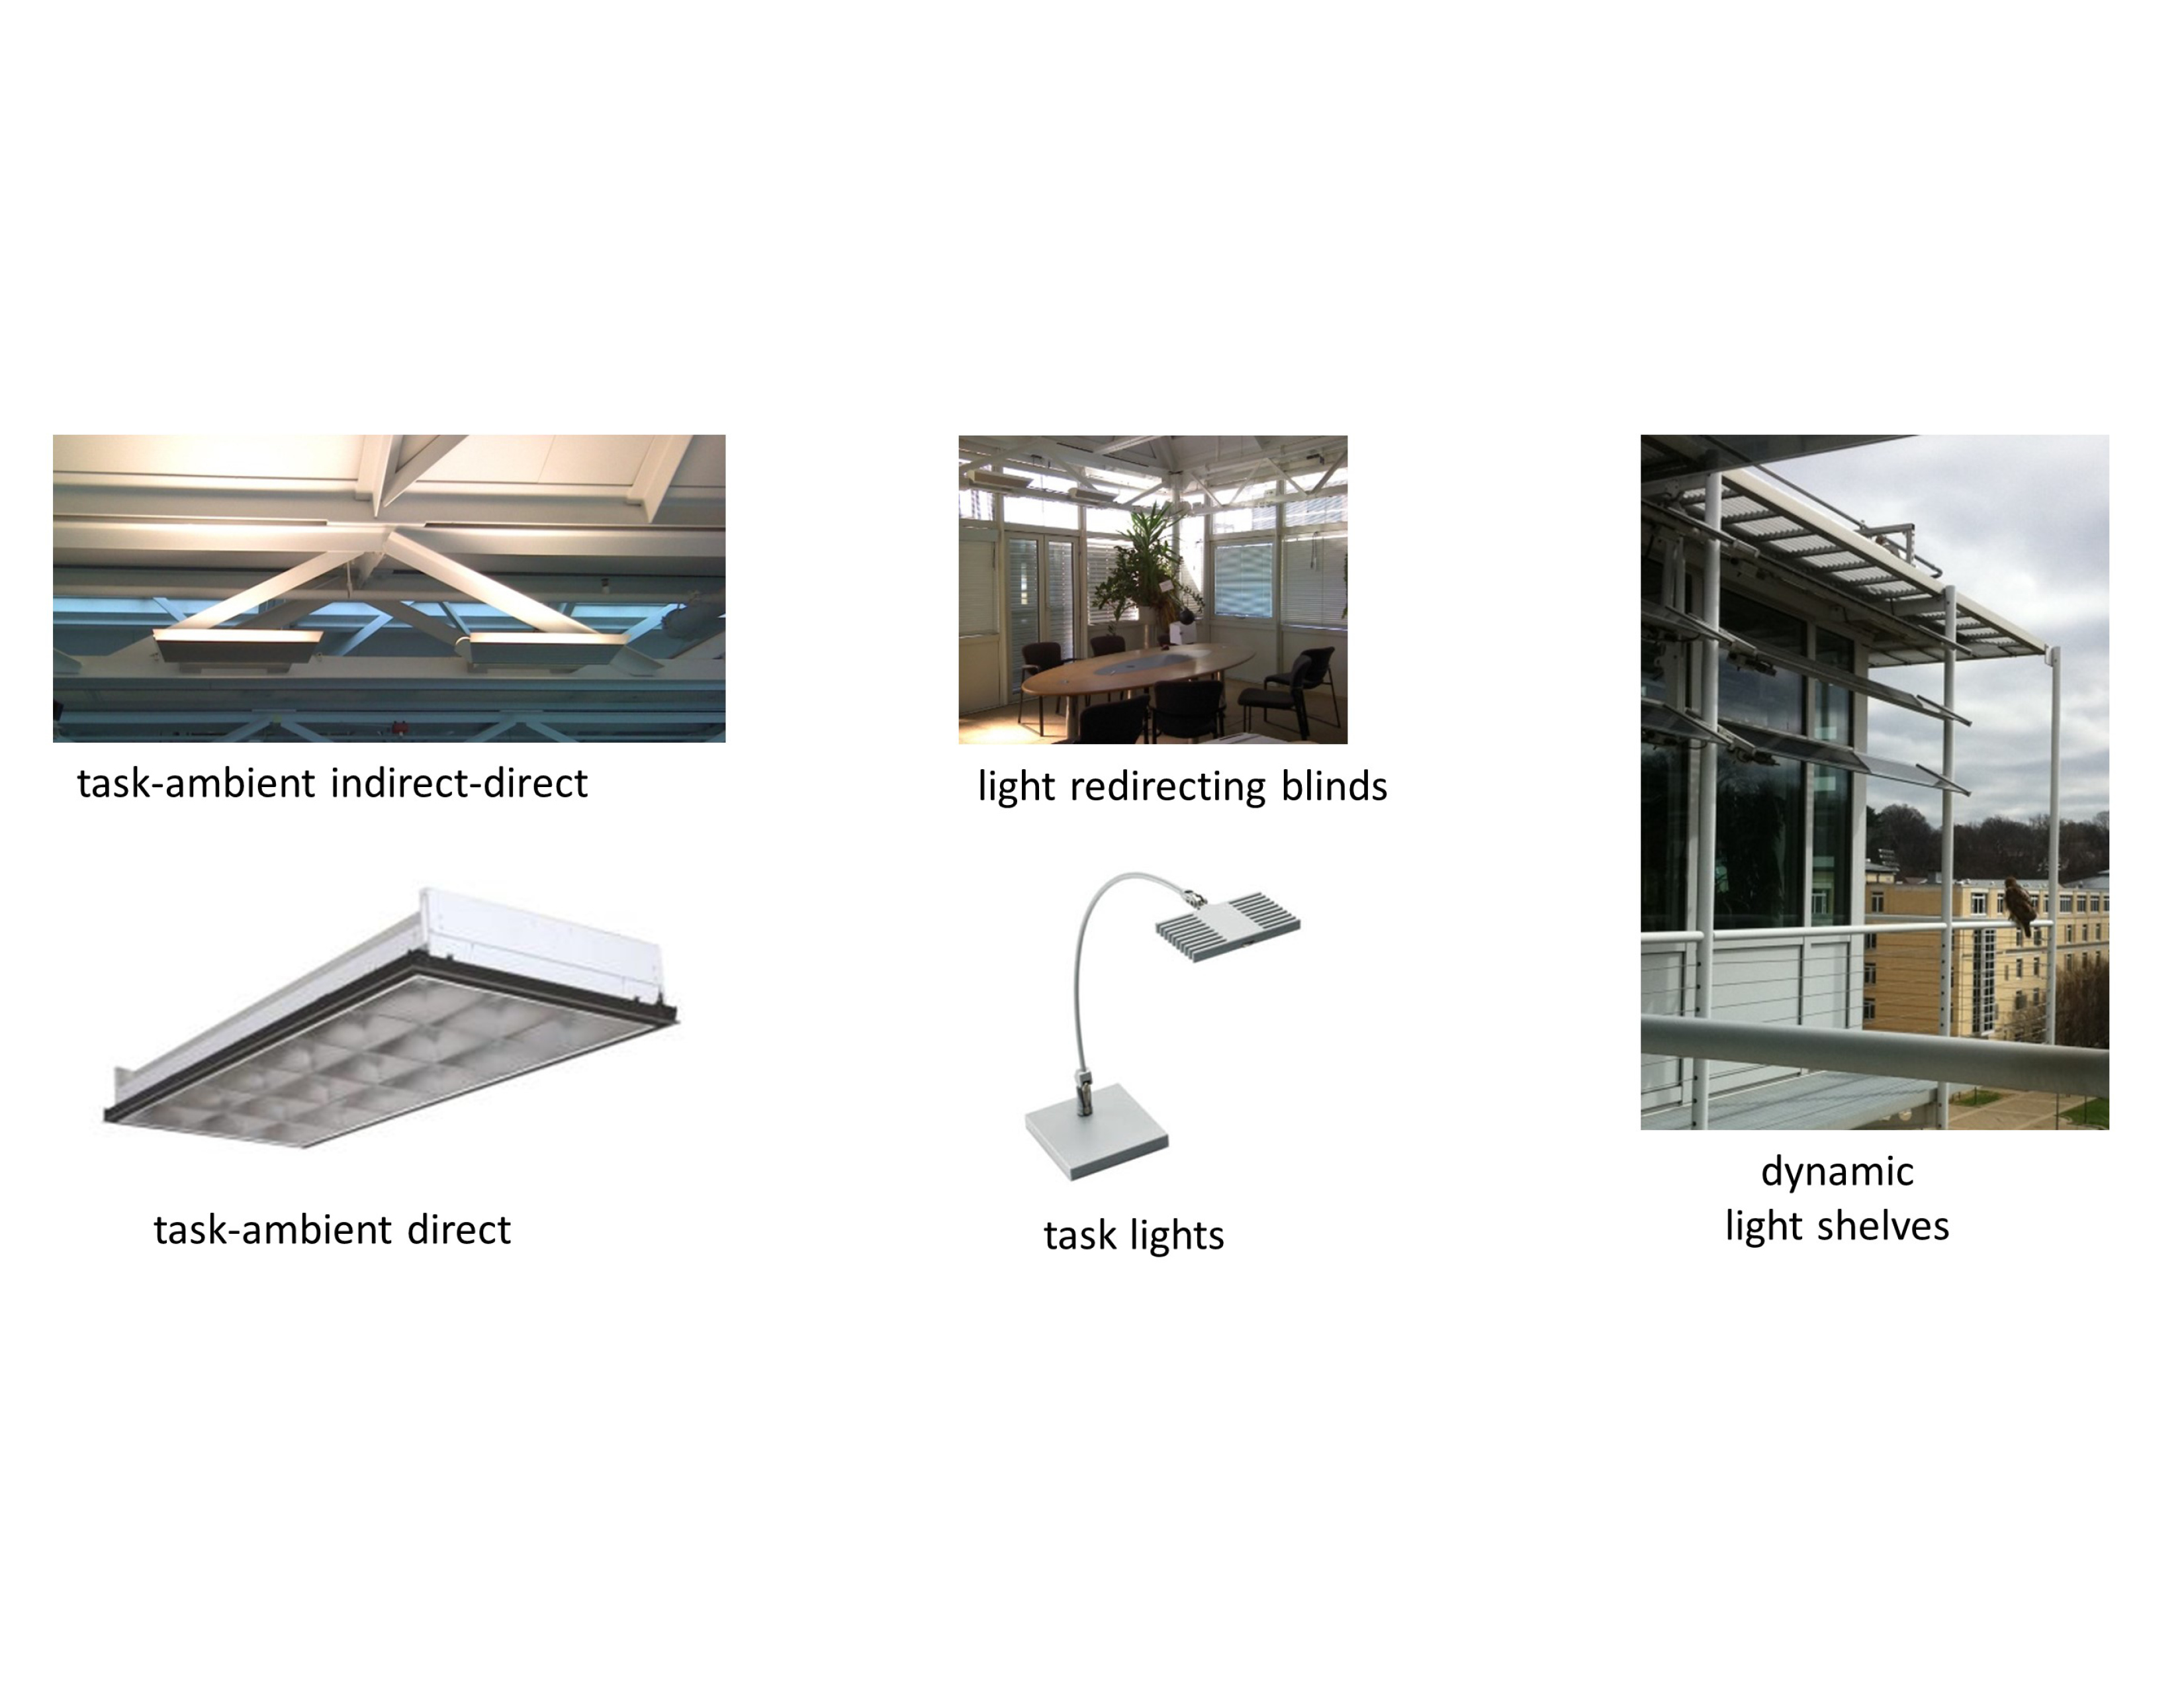 task-ambient indirect-direct
light redirecting blinds
task-ambient direct
task lights
dynamic
light shelves